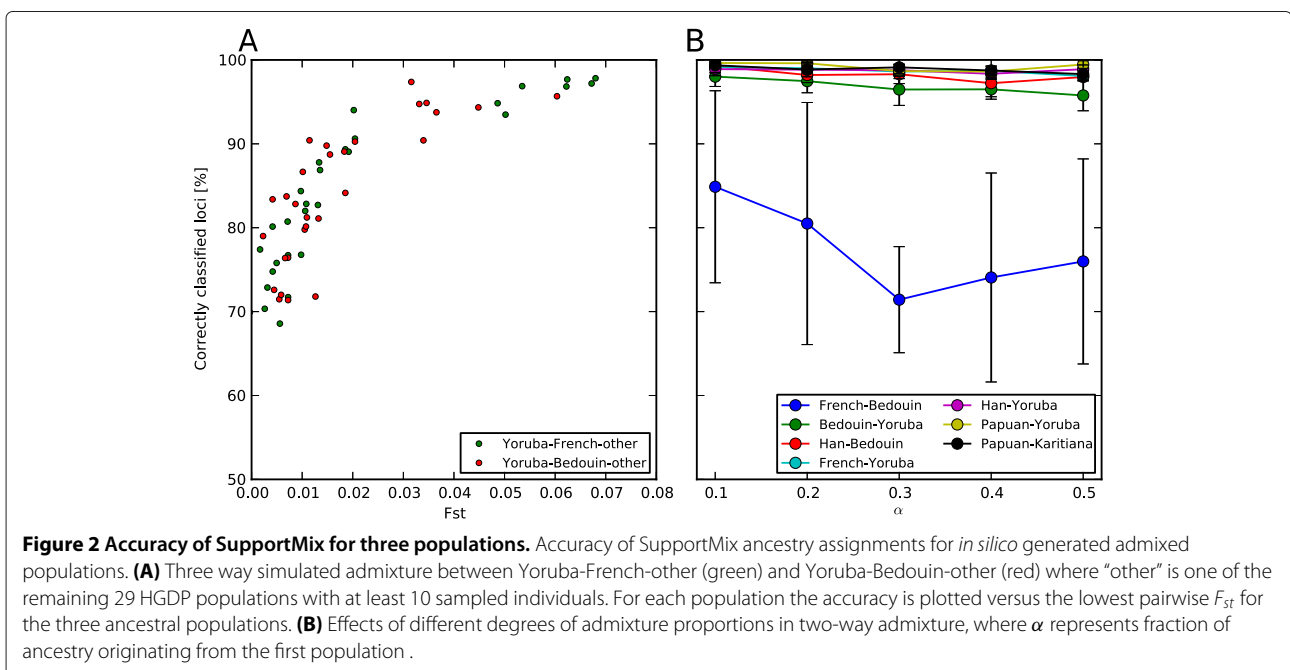 A
B
Correctly classified loci [%]
100
90
80
70
60
50
0.00 0.01 0.02 0.03 0.04 0.05 0.06 0.07 0.08
Fst
Yoruba-French-other
Yoruba-Bedouin-other
0.1 0.2 0.3 0.4 0.5
α
French-Bedouin
Bedouin-Yoruba
Han-Bedouin
French-Yoruba
Han-Yoruba
Papuan-Yoruba
Papuan-Karitiana
Figure 2 Accuracy of SupportMix for three populations. Accuracy of SupportMix ancestry assignments for in silico generated admixed
populations. (A) Three way simulated admixture between Yoruba-French-other (green) and Yoruba-Bedouin-other (red) where “other” is one of the
remaining 29 HGDP populations with at least 10 sampled individuals. For each population the accuracy is plotted versus the lowest pairwise Fst for
the three ancestral populations. (B) Effects of different degrees of admixture proportions in two-way admixture, where α represents fraction of
ancestry originating from the first population .